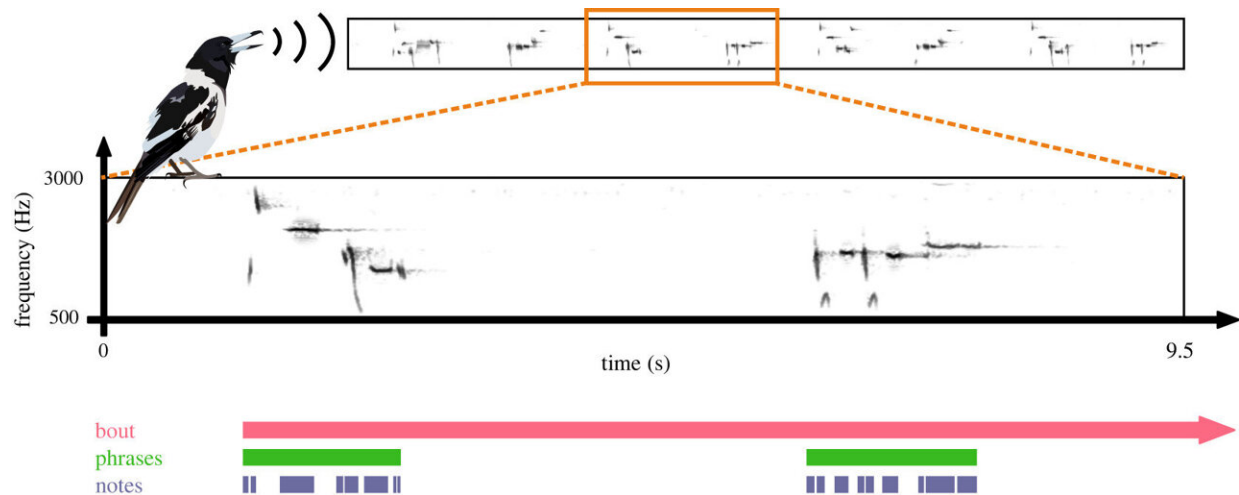 3000
frequency (Hz)
500
0
time (s)
9.5
bout
phrases
notes